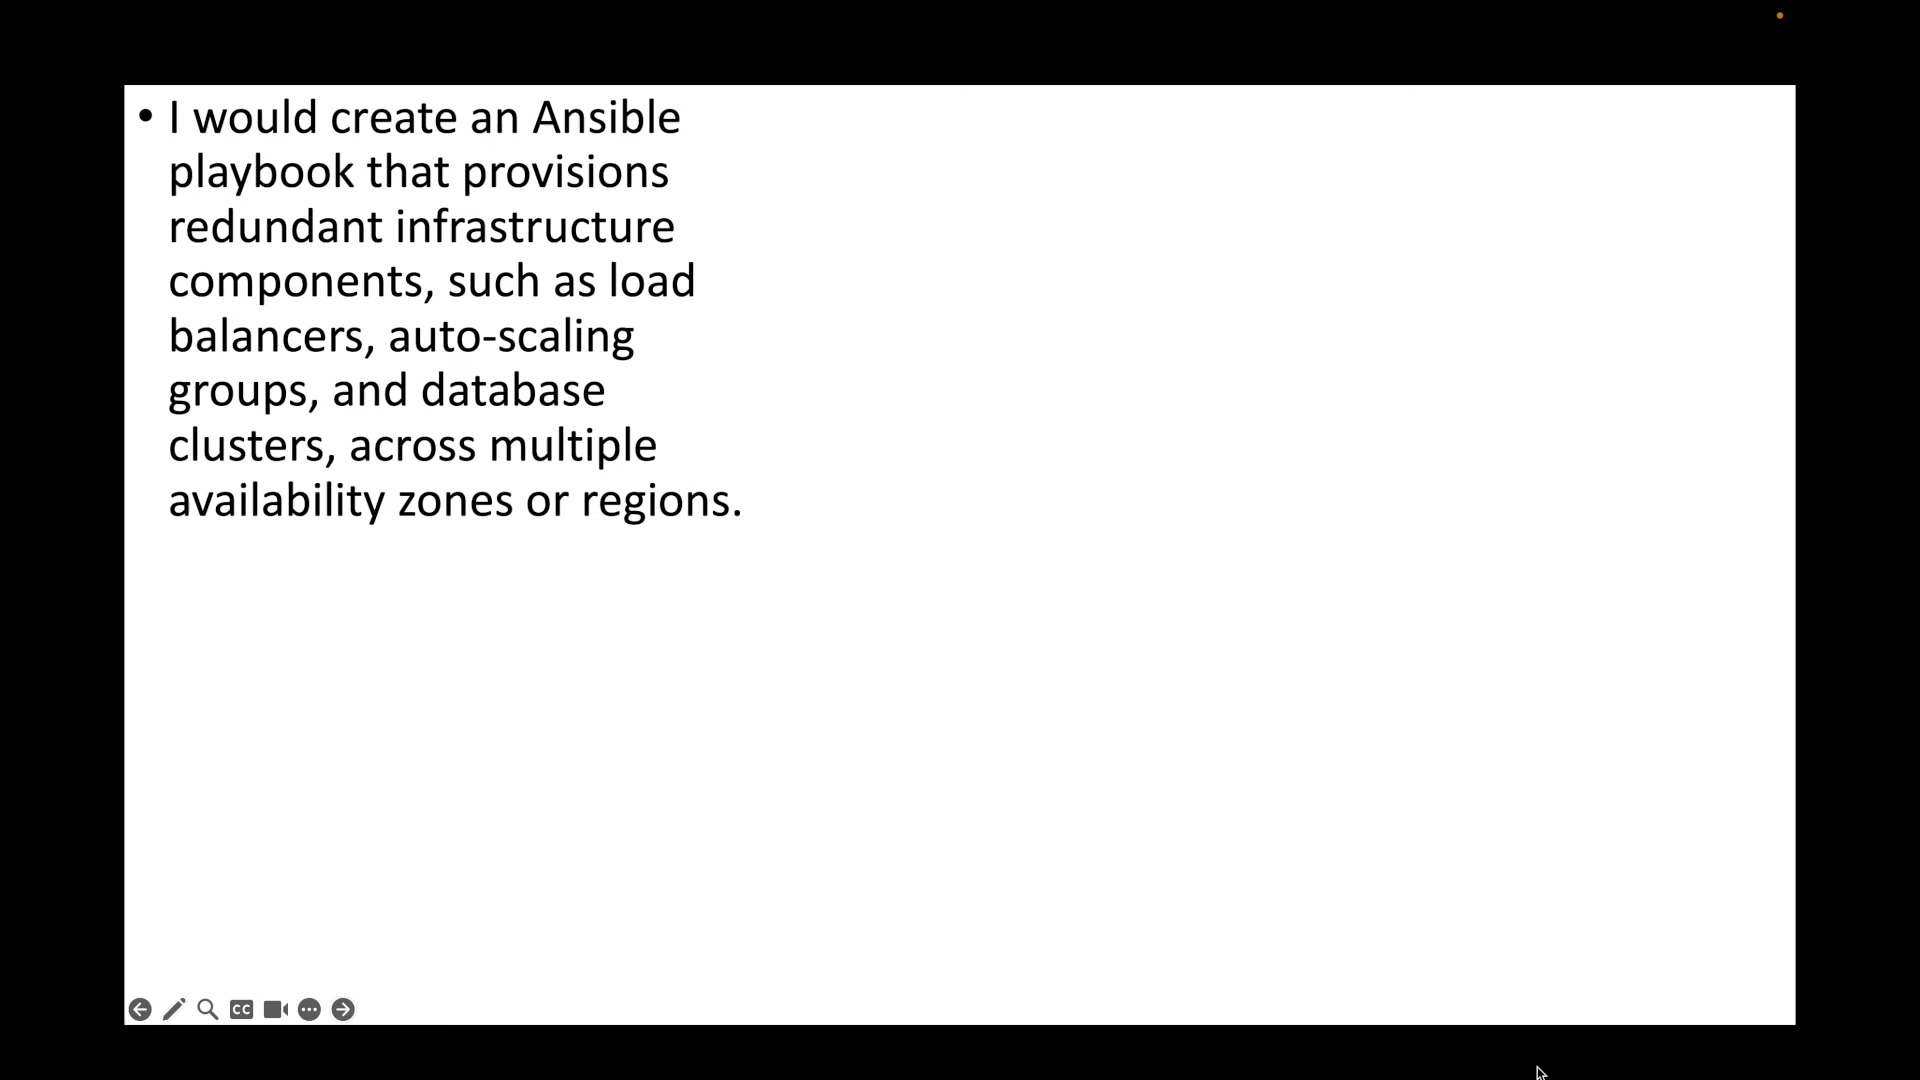 • I would create an Ansible
playbook that provisions
redundant infrastructure
components, such as load
balancers, auto-scaling
groups, and database
clusters, across multiple
availability zones or regions.
CC